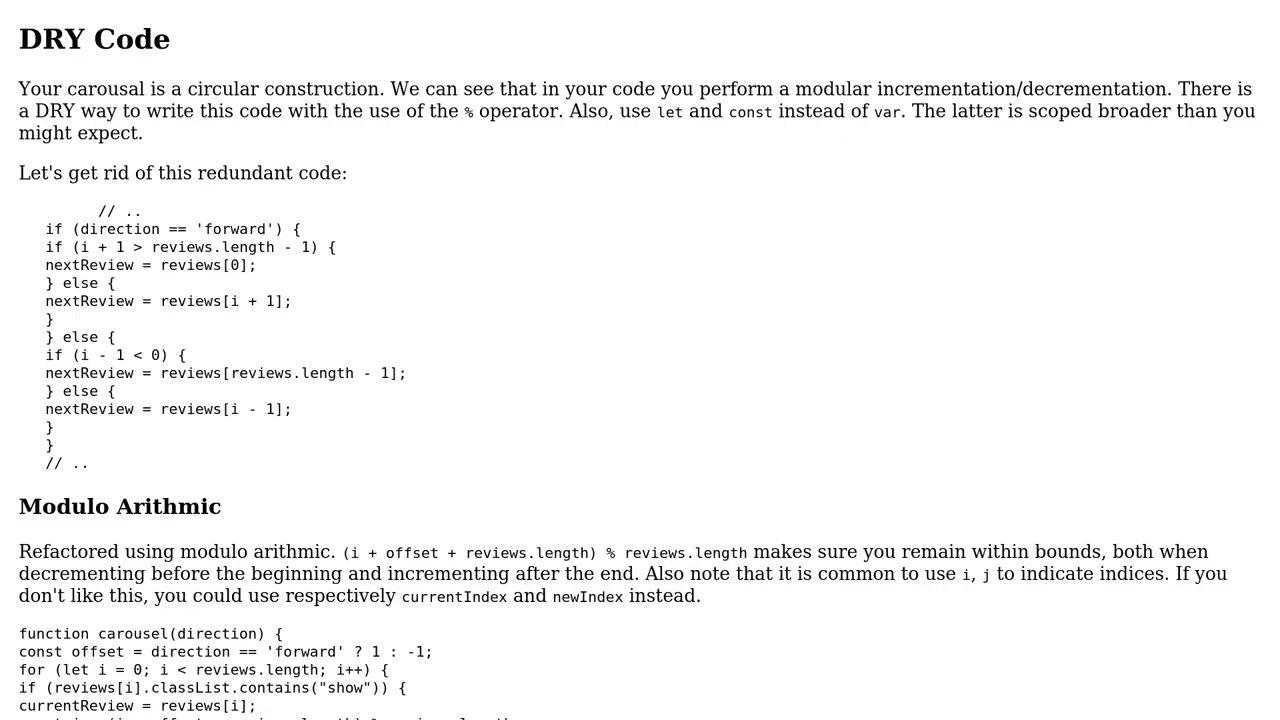 DRY Code
Your carousal is a circular construction. We can see that in your code you perform a modular incrementation/decrementation. There is
a DRY way to write this code with the use of the % operator. Also, use let and const instead of var. The latter is scoped broader than you
might expect.
Let's get rid of this redundant code:
// ..
if (direction == 'forward') {
if (i + 1 > reviews.length - 1) {
nextReview = reviews[0];
} else {
nextReview = reviews[i + 1];
}
} else {
if (i - 1 < 0) {
nextReview = reviews[reviews.length - 1];
} else {
nextReview = reviews[i - 1];
}
}
// ..
Modulo Arithmic
Refactored using modulo arithmic. (i + offset + reviews.length) % reviews.length makes sure you remain within bounds, both when
decrementing before the beginning and incrementing after the end. Also note that it is common to use i, j to indicate indices. If you
don't like this, you could use respectively currentIndex and newIndex instead.
function carousel(direction) {
const offset = direction == 'forward' ? 1 : -1;
for (let i = 0; i < reviews.length; i++) {
if (reviews[i].classList.contains("show")) {
currentReview = reviews[i];